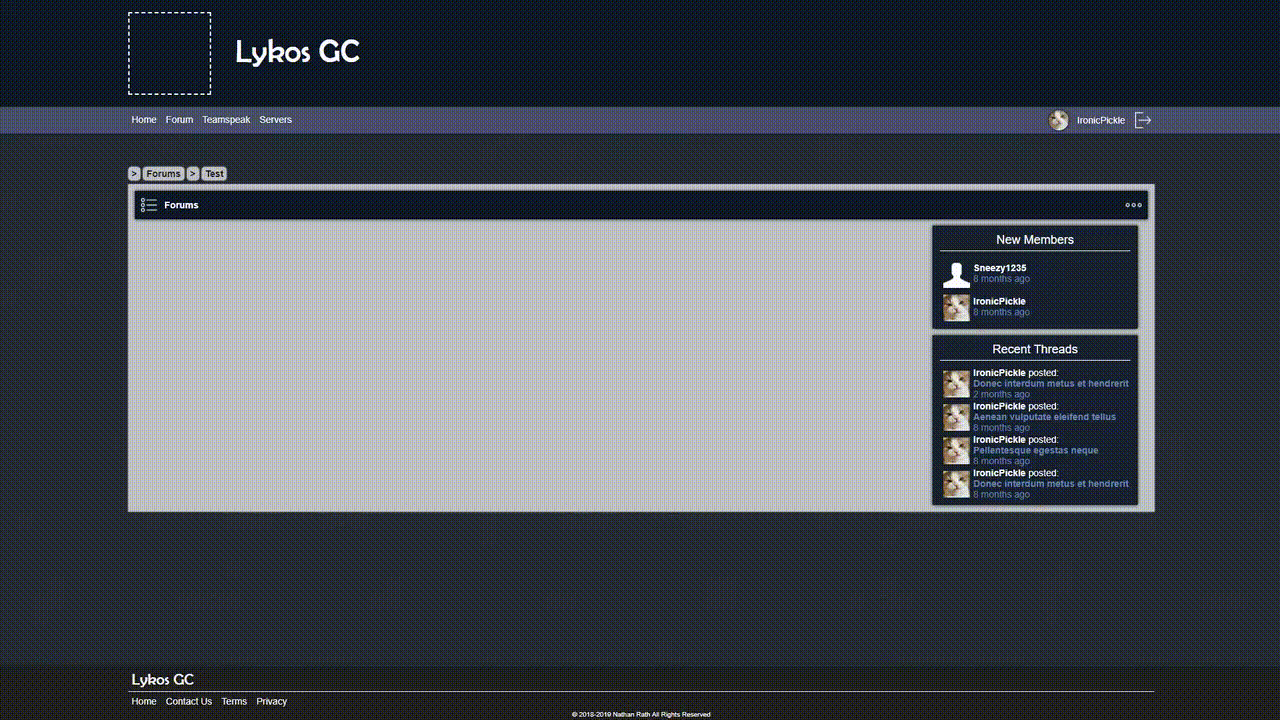 Lykos GC
Home Forum Teamspeak Servers IronicPickle
> Forums > Test
Forums
New Members
Sneezy1235
8 months ago
IronicPickle
8 months ago
Recent Threads
IronicPickle posted:
Donec interdum metus et hendrerit
2 months ago
IronicPickle posted:
Aenean vulputate eleifend tellus
8 months ago
IronicPickle posted:
Pellentesque egestas neque
8 months ago
IronicPickle posted:
Donec interdum metus et hendrerit
8 months ago
Lykos GC
Home Contact Us Terms Privacy
© 2018-2019 Nathan Rath All Rights Reserved